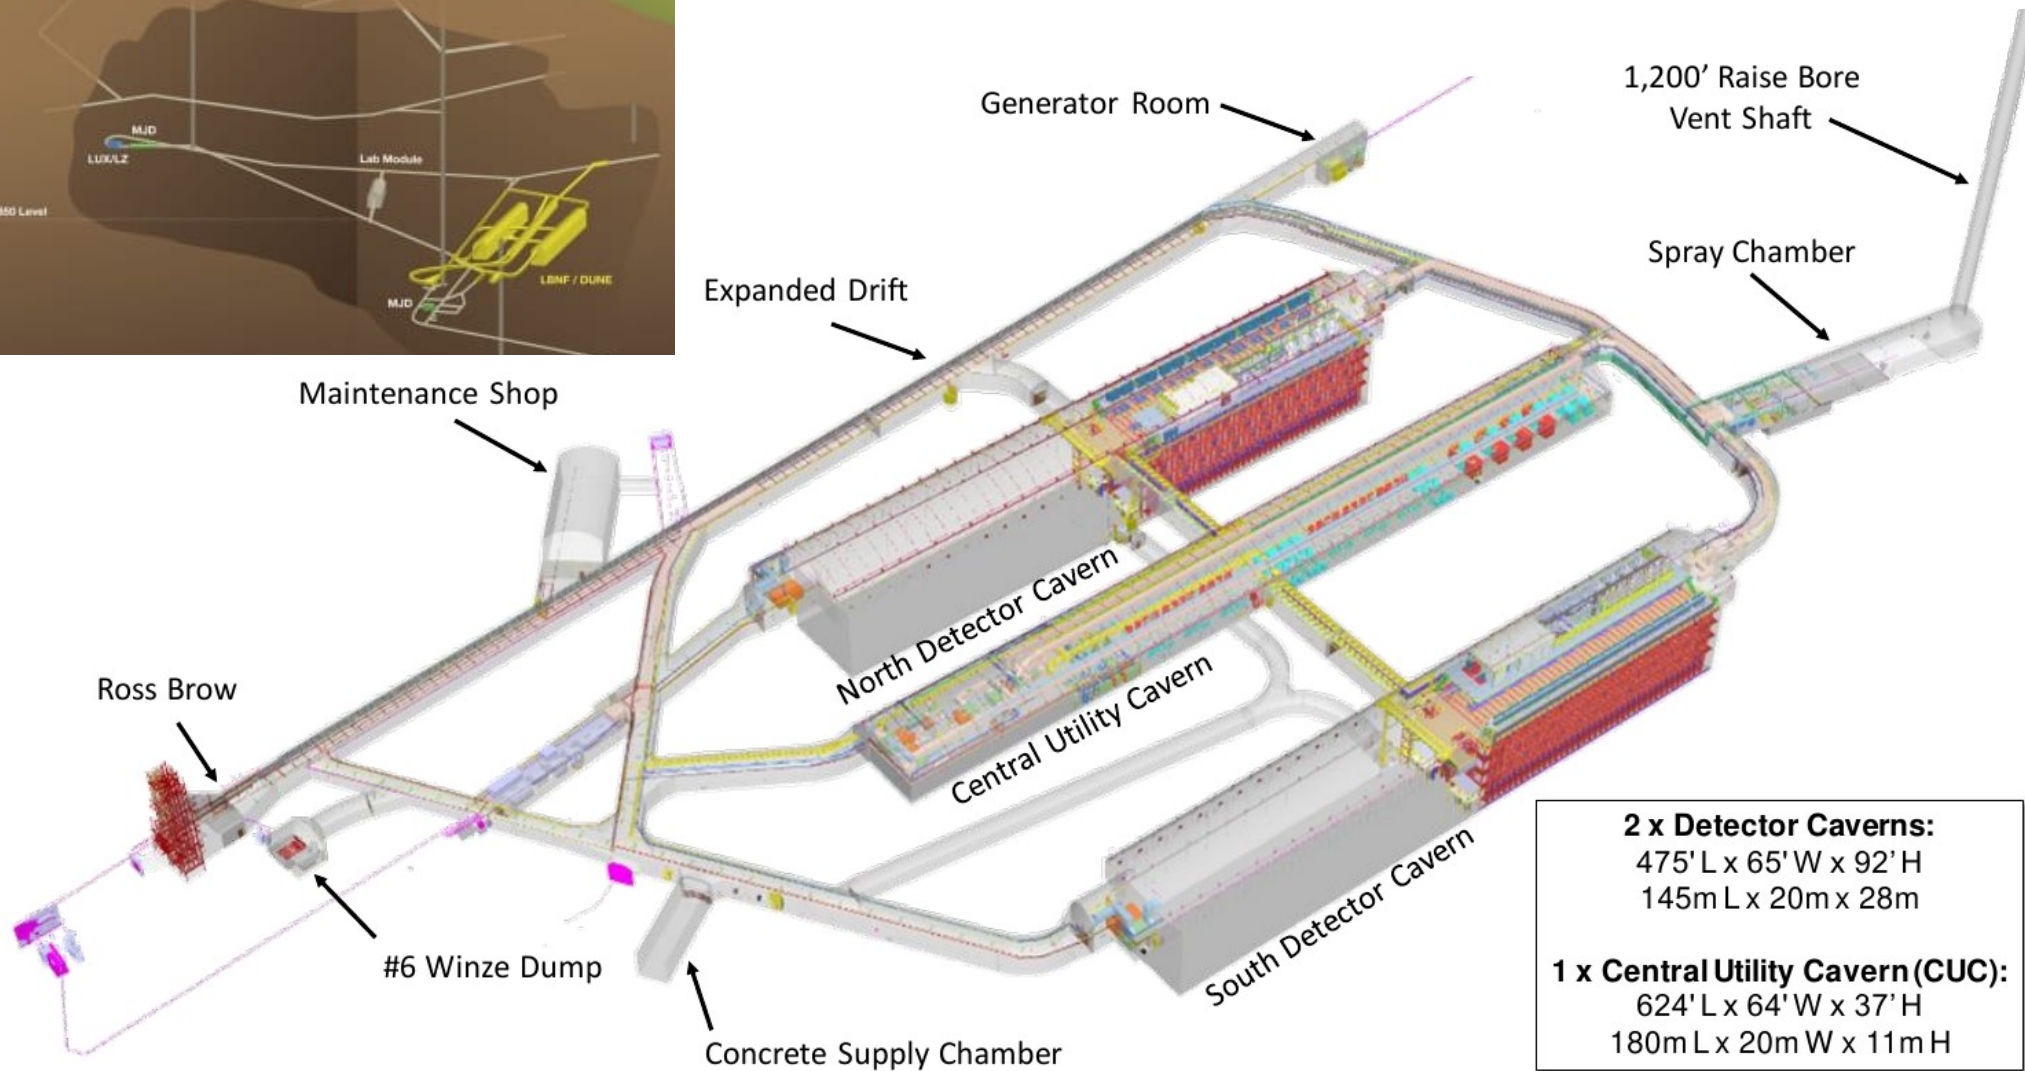 MJD
LUX/LZ
Lab Module
850 Level
LBNF / DUNE
MJD
Generator Room
1,200’ Raise Bore
Vent Shaft
Spray Chamber
Expanded Drift
Maintenance Shop
North Detector Cavern
Central Utility Cavern
Ross Brow
South Detector Cavern
#6 Winze Dump
Concrete Supply Chamber
2 x Detector Caverns:
475' L x 65' W x 92’ H
145m L x 20m x 28m
1 x Central Utility Cavern (CUC):
624' L x 64' W x 37’ H
180m L x 20m W x 11m H